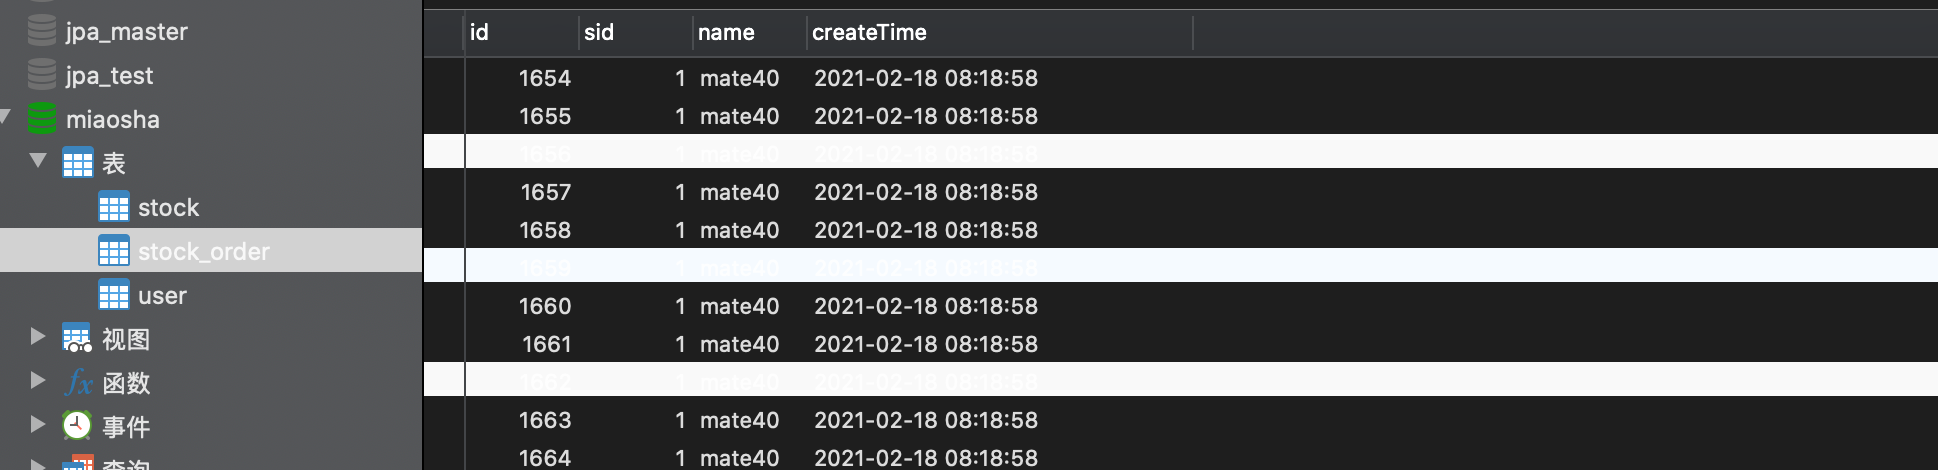 jpa_master
jpa_test
miaosha
表
stock
stock_order
user
视图
函数
事件
查询
id sid name createTime
1654 1 mate40 2021-02-18 08:18:58
1655 1 mate40 2021-02-18 08:18:58
1656 1 mate40 2021-02-18 08:18:58
1657 1 mate40 2021-02-18 08:18:58
1658 1 mate40 2021-02-18 08:18:58
1659 1 mate40 2021-02-18 08:18:58
1660 1 mate40 2021-02-18 08:18:58
1661 1 mate40 2021-02-18 08:18:58
1662 1 mate40 2021-02-18 08:18:58
1663 1 mate40 2021-02-18 08:18:58
1664 1 mate40 2021-02-18 08:18:58